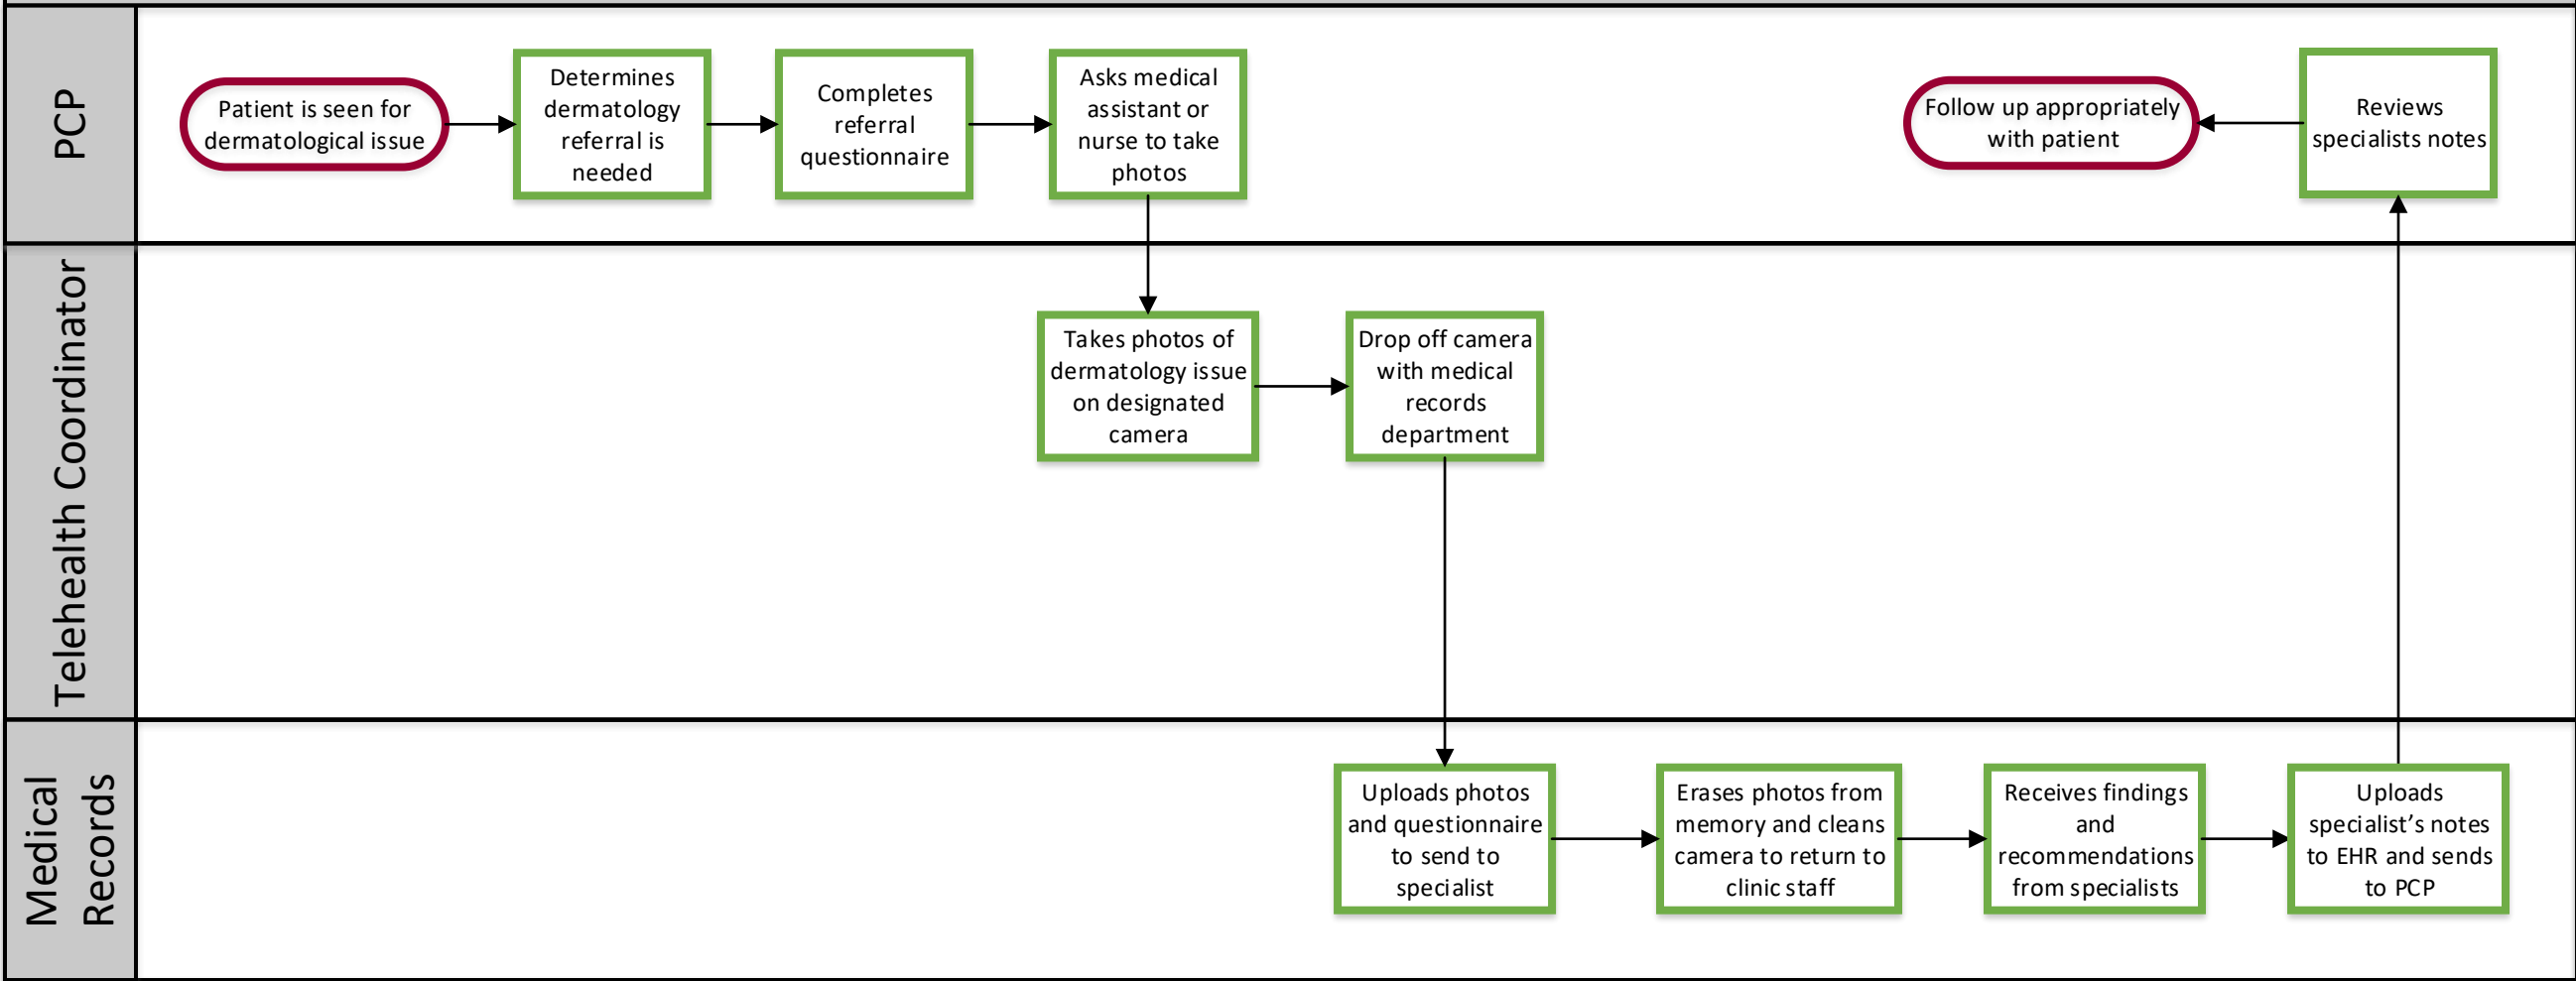 PCP
Patient is seen for
dermatological issue
Determines
dermatology
referral is
needed
Completes
referral
questionnaire
Asks medical
assistant or
nurse to take
photos
Follow up appropriately
with patient
Reviews
specialists notes
Telehealth Coordinator
Takes photos of
dermatology issue
on designated
camera
Drop off camera
with medical
records
department
Medical
Records
Uploads photos
and questionnaire
to send to
specialist
Erases photos from
memory and cleans
camera to return to
clinic staff
Receives findings
and
recommendations
from specialists
Uploads
specialist’s notes
to EHR and sends
to PCP